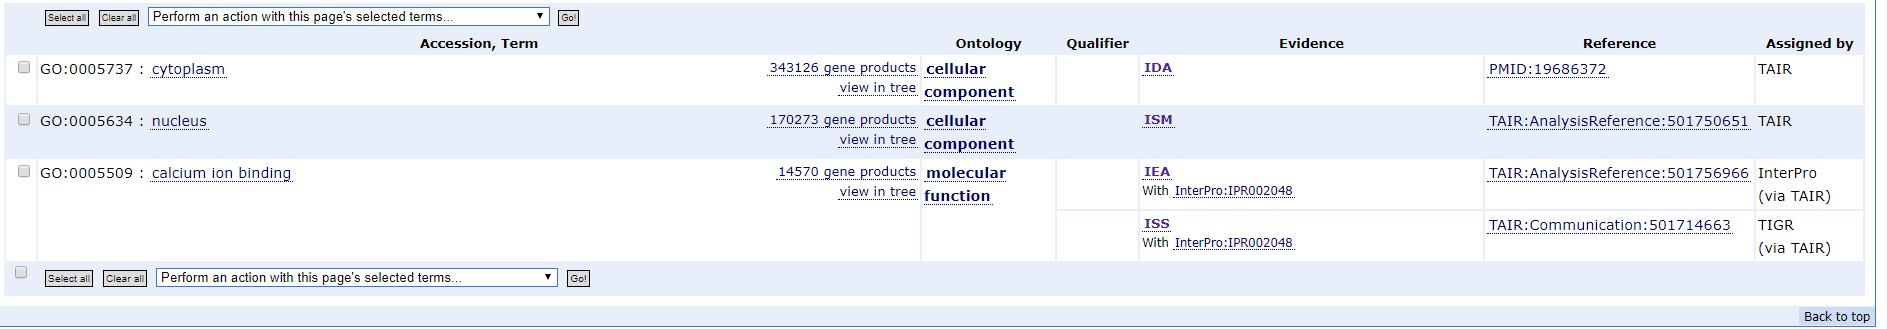 Select all Clear all Perform an action with this page's selected terms... Go!
Accession, Term Ontology Qualifier Evidence Reference Assigned by
GO:0005737 : cytoplasm 343126 gene products cellular IDA PMID:19686372 TAIR
view in tree component
GO:0005634 : nucleus 170273 gene products cellular ISM TAIR:AnalysisReference:501750651 TAIR
view in tree component
GO:0005509 : calcium ion binding 14570 gene products molecular IEA TAIR:AnalysisReference:501756966 InterPro
view in tree function With InterPro:IPR002048 (via TAIR)
ISS TAIR:Communication:501714663 TIGR
With InterPro:IPR002048 (via TAIR)
Select all Clear all Perform an action with this page's selected terms... Go!
Back to top